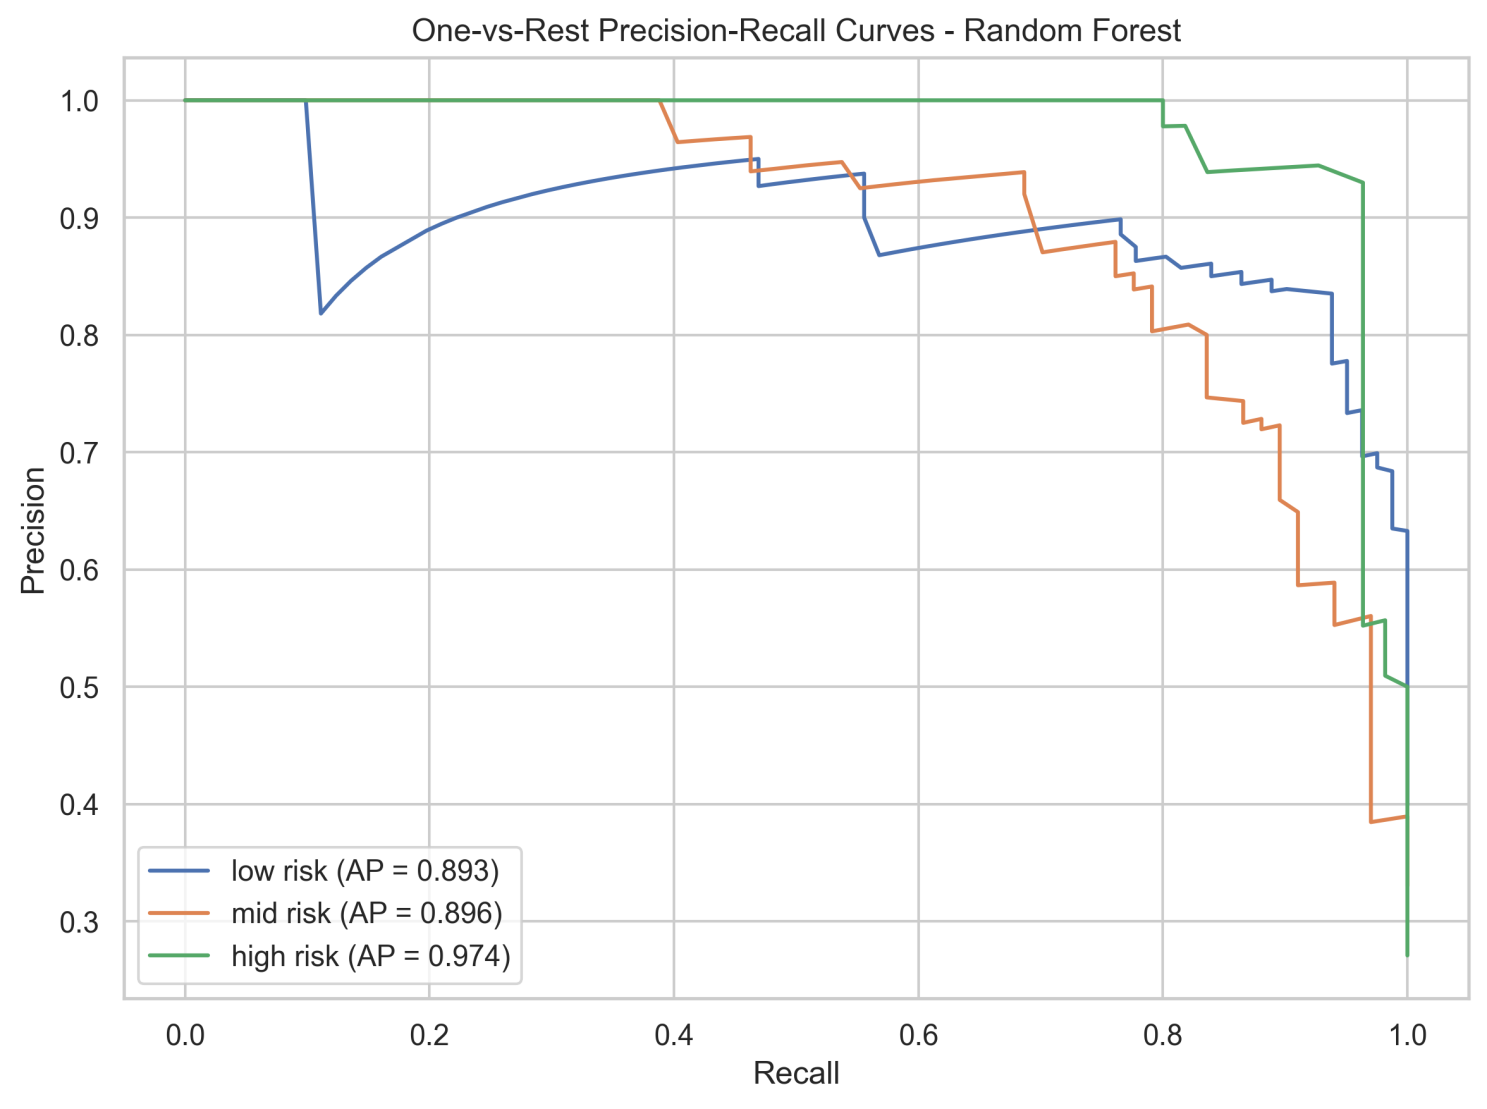 One-vs-Rest Precision-Recall Curves - Random Forest
1.0
0.9
0.8
0.7
0.6
0.5
0.4
0.3
Precision
low risk (AP = 0.893)
mid risk (AP = 0.896)
high risk (AP = 0.974)
0.0 0.2 0.4 0.6 0.8 1.0
Recall